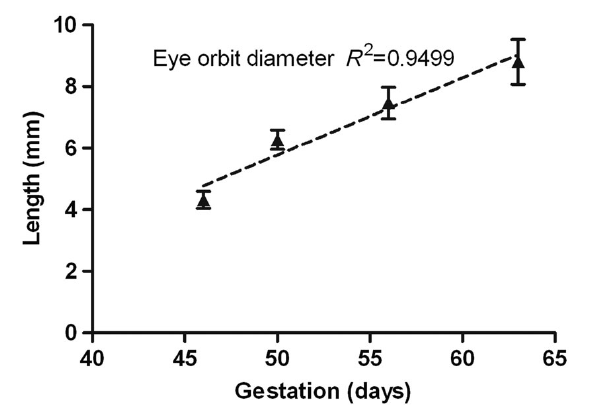 Eye orbit diameter R²=0.9499
Length (mm)
10
8
6
4
2
0
40 45 50 55 60 65
Gestation (days)